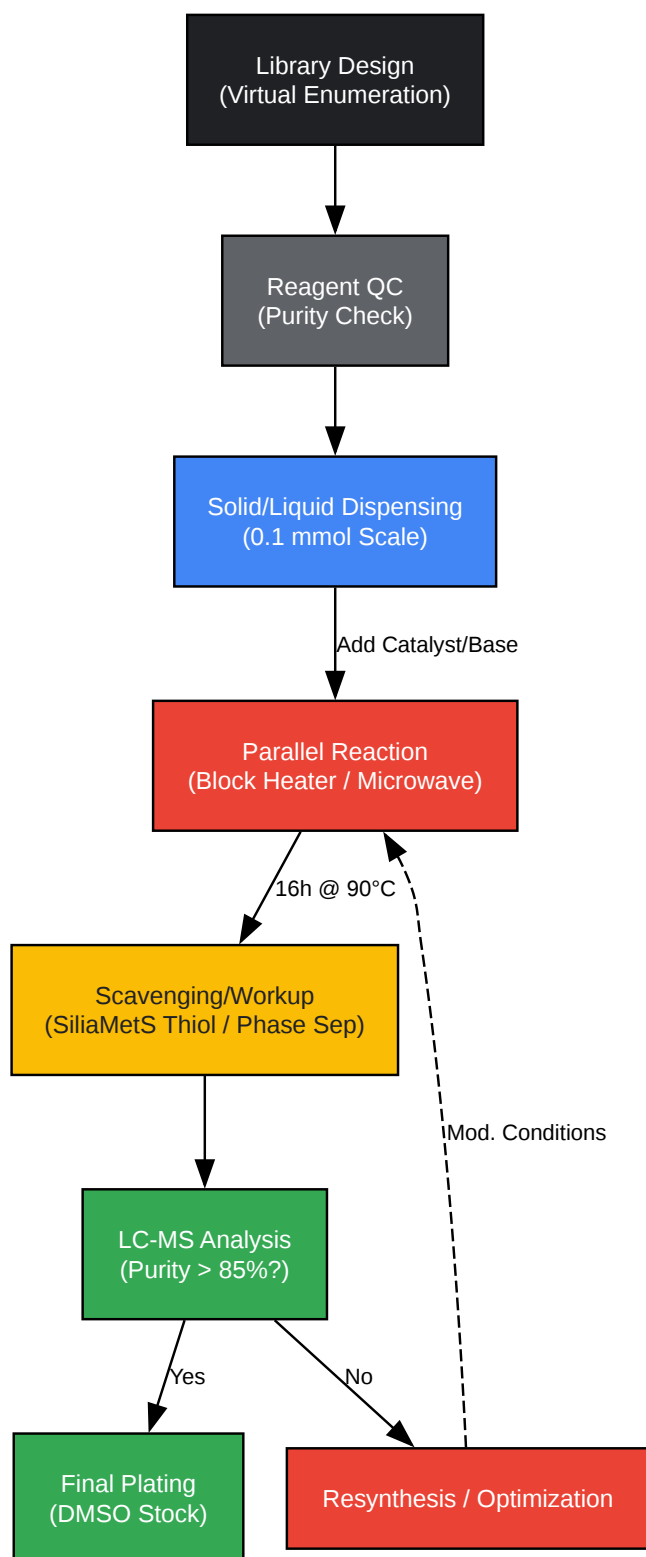 Library Design
(Virtual Enumeration)
Reagent QC
(Purity Check)
Solid/Liquid Dispensing
(0.1 mmol Scale)
Add Catalyst/Base
Parallel Reaction
(Block Heater / Microwave)
16h @ 90°C
Scavenging/Workup
(SiliaMetS Thiol / Phase Sep)
Mod. Conditions
LC-MS Analysis
(Purity > 85%?)
Yes
No
Final Plating
(DMSO Stock)
Resynthesis / Optimization